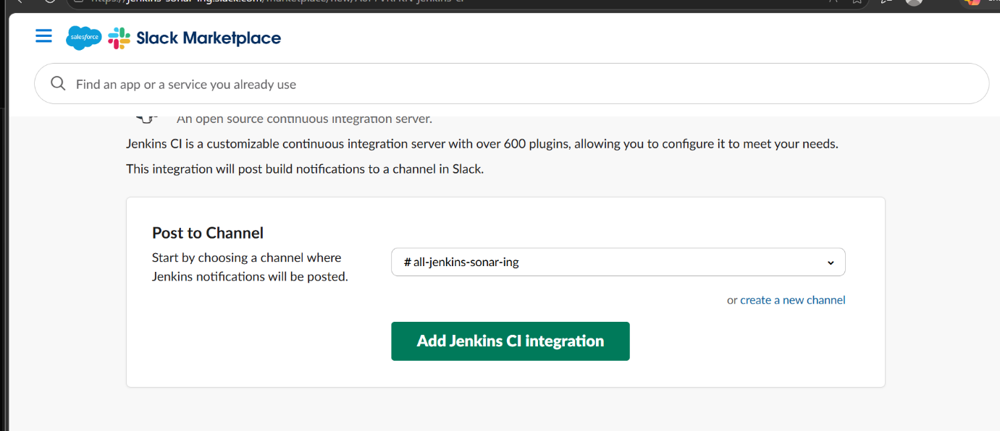 salesforce Slack Marketplace
Find an app or a service you already use
An open source continuous integration server.
Jenkins CI is a customizable continuous integration server with over 600 plugins, allowing you to configure it to meet your needs.
This integration will post build notifications to a channel in Slack.
Post to Channel
Start by choosing a channel where
Jenkins notifications will be posted.
# all-jenkins-sonar-ing
or create a new channel
Add Jenkins CI integration